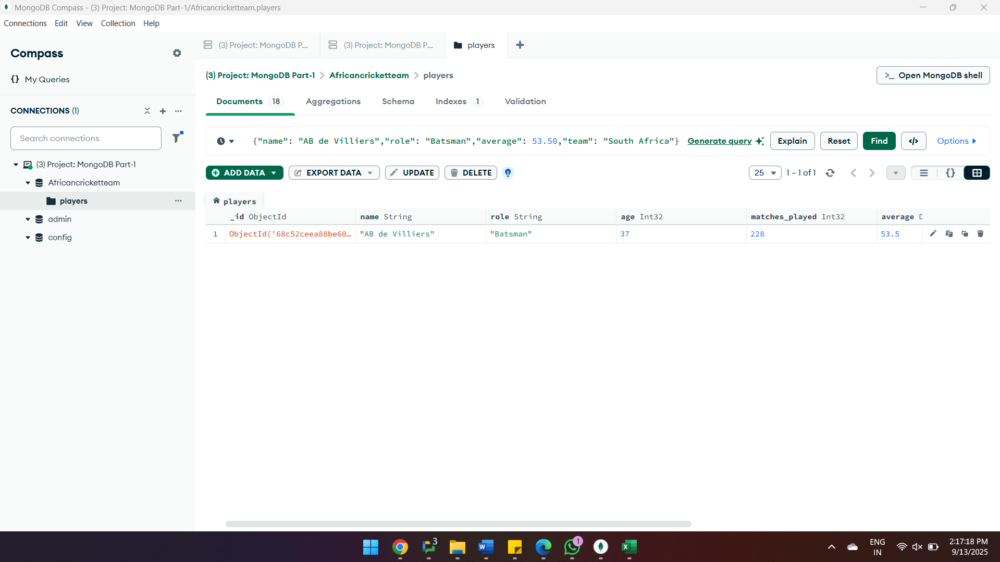 MongoDB Compass - (3) Project: MongoDB Part-1/Africancricketteam.players
Connections Edit View Collection Help
Compass
(3) Project: MongoDB P...
(3) Project: MongoDB P...
players
My Queries
(3) Project: MongoDB Part-1 > Africancricketteam > players
>_ Open MongoDB shell
Documents 18 Aggregations Schema Indexes 1 Validation
CONNECTIONS (1)
Search connections
{"name": "AB de Villiers","role": "Batsman","average": 53.50,"team": "South Africa"} Generate query Explain Reset Find </> Options
(3) Project: MongoDB Part-1
Africancricketteam
players
admin
config
ADD DATA EXPORT DATA UPDATE DELETE 25 1 – 1 of 1 {}
players
_id ObjectId name String role String age Int32 matches_played Int32 average D
1 ObjectId('68c52ceea88be60… "AB de Villiers" "Batsman" 37 228 53.5
3
1
ENG
IN
2:17:18 PM
9/13/2025